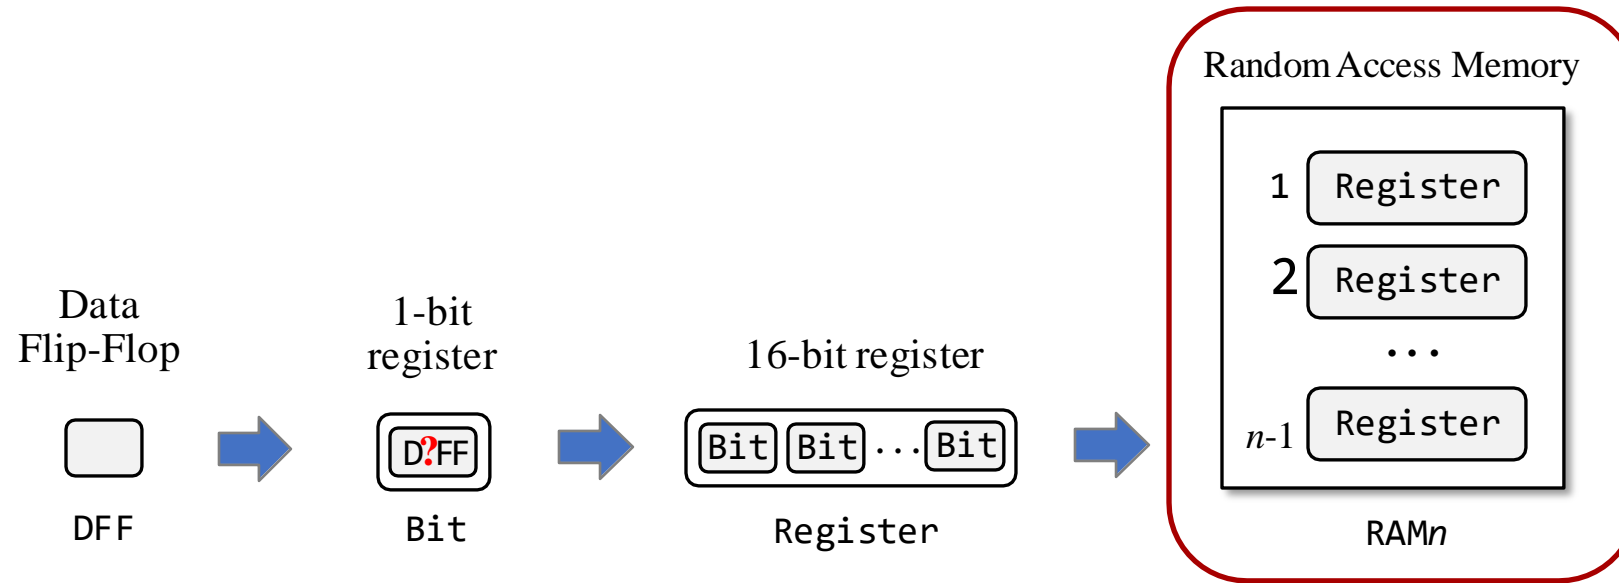 Data
Flip-Flop
DFF
1-bit
register
D?FF
Bit
16-bit register
Bit Bit ... Bit
Register
Random Access Memory
1 Register
2 Register
...
n-1 Register
RAMn